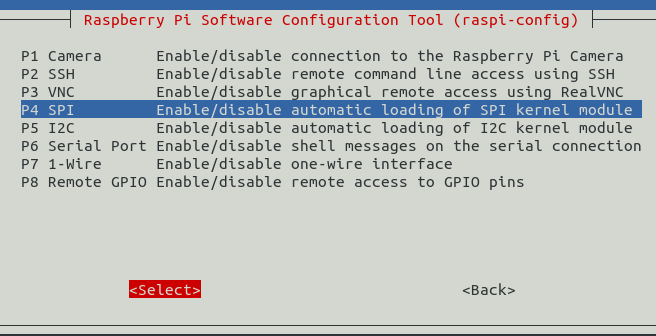 Raspberry Pi Software Configuration Tool (raspi-config)
P1 Camera Enable/disable connection to the Raspberry Pi Camera
P2 SSH Enable/disable remote command line access using SSH
P3 VNC Enable/disable graphical remote access using RealVNC
P4 SPI Enable/disable automatic loading of SPI kernel module
P5 I2C Enable/disable automatic loading of I2C kernel module
P6 Serial Port Enable/disable shell messages on the serial connection
P7 1-Wire Enable/disable one-wire interface
P8 Remote GPIO Enable/disable remote access to GPIO pins
<Select> <Back>